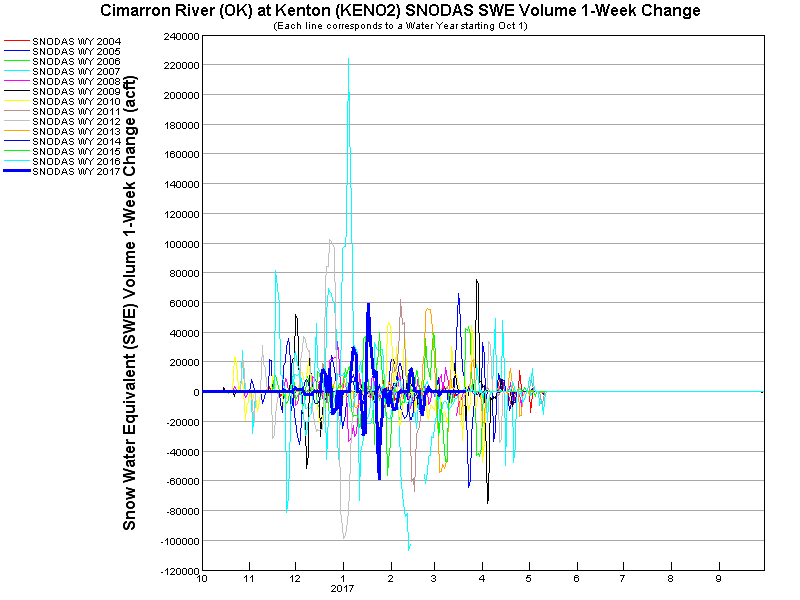 Cimarron River (OK) at Kenton (KENO2) SNODAS SWE Volume 1-Week Change
(Each line corresponds to a Water Year starting Oct 1)
SNODAS WY 2004
SNODAS WY 2005
SNODAS WY 2006
SNODAS WY 2007
SNODAS WY 2008
SNODAS WY 2009
SNODAS WY 2010
SNODAS WY 2011
SNODAS WY 2012
SNODAS WY 2013
SNODAS WY 2014
SNODAS WY 2015
SNODAS WY 2016
SNODAS WY 2017
Snow Water Equivalent (SWE) Volume 1-Week Change (acft)
240000
220000
200000
180000
160000
140000
120000
100000
80000
60000
40000
20000
0
-20000
-40000
-60000
-80000
-100000
-120000
10 11 12 1 2 3 4 5 6 7 8 9
2017